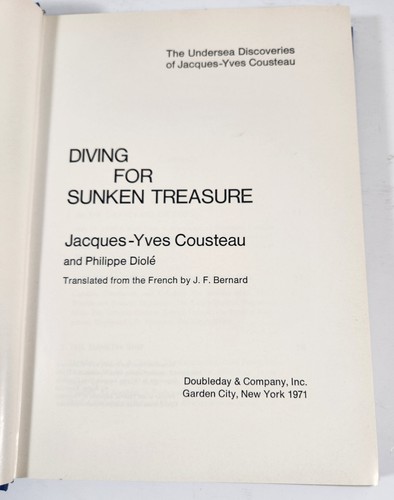 The Undersea Discoveries
of Jacques-Yves Cousteau
DIVING
FOR
SUNKEN TREASURE
Jacques-Yves Cousteau
and Philippe Diolé
Translated from the French by J. F. Bernard
Doubleday & Company, Inc.
Garden City, New York 1971